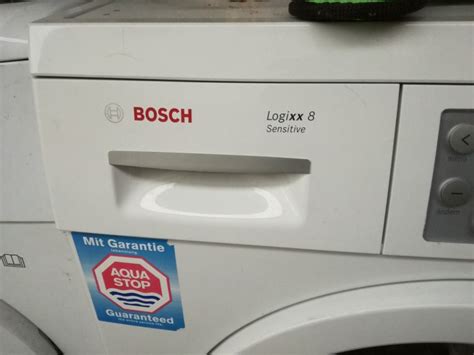 BOSCH
Logixx 8
Sensitive
Mit Garantie
AQUA
STOP
Guaranteed